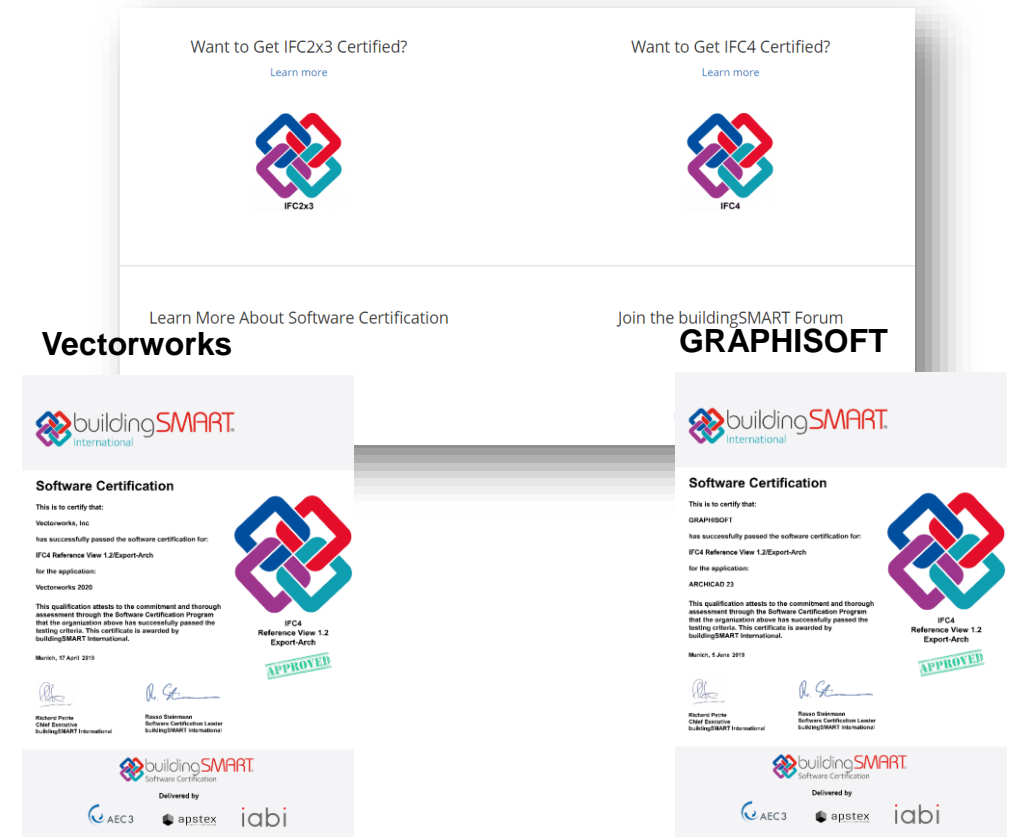 Want to Get IFC2x3 Certified?
Learn more
IFC2x3
Want to Get IFC4 Certified?
Learn more
IFC4
Learn More About Software Certification
Join the buildingSMART Forum
Vectorworks
buildingSMART
International
Software Certification
This is to certify that:
Vectorworks, Inc
has successfully passed the software certification for:
IFC4 Reference View 1.2/Export-Arch
for the application:
Vectorworks 2020
This qualification attests to the commitment and thorough
assessment through the Software Certification Program
that the organization above has successfully passed the
testing criteria. This certificate is awarded by
buildingSMART International.
Munich, 17 April 2019
IFC4
Reference View 1.2
Export-Arch
APPROVED
Richard Petrie
Chief Executive
buildingSMART International
Rasso Steinmann
Software Certification Leader
buildingSMART International
buildingSMART
Software Certification
Delivered by
AEC3
apstex
iabi
GRAPHISOFT
buildingSMART
International
Software Certification
This is to certify that:
GRAPHISOFT
has successfully passed the software certification for:
IFC4 Reference View 1.2/Export-Arch
for the application:
ARCHICAD 23
This qualification attests to the commitment and thorough
assessment through the Software Certification Program
that the organization above has successfully passed the
testing criteria. This certificate is awarded by
buildingSMART International.
Munich, 5 June 2019
IFC4
Reference View 1.2
Export-Arch
APPROVED
Richard Petrie
Chief Executive
buildingSMART International
Rasso Steinmann
Software Certification Leader
buildingSMART International
buildingSMART
Software Certification
Delivered by
AEC3
apstex
iabi